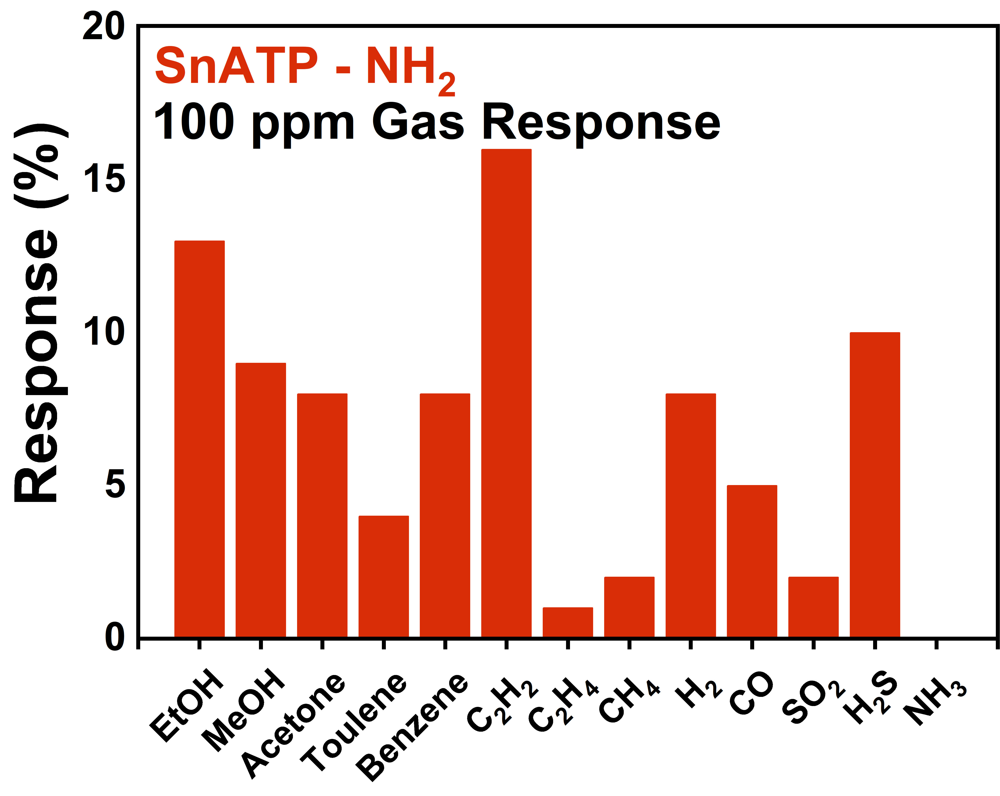 SnATP - NH₂
100 ppm Gas Response
Response (%)
20
15
10
5
0
EtOH
MeOH
Acetone
Toulene
Benzene
C₂H₂
C₂H₄
CH₄
H₂
CO
SO₂
H₂S
NH₃